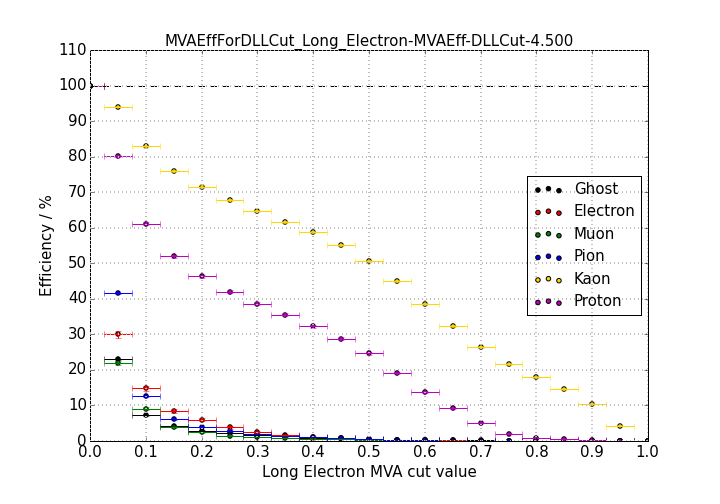 MVAEffForDLLCut_Long_Electron-MVAEff-DLLCut-4.500
110
100
90
80
70
60
50
40
30
20
10
0
Efficiency / %
Ghost
Electron
Muon
Pion
Kaon
Proton
0.0 0.1 0.2 0.3 0.4 0.5 0.6 0.7 0.8 0.9 1.0
Long Electron MVA cut value